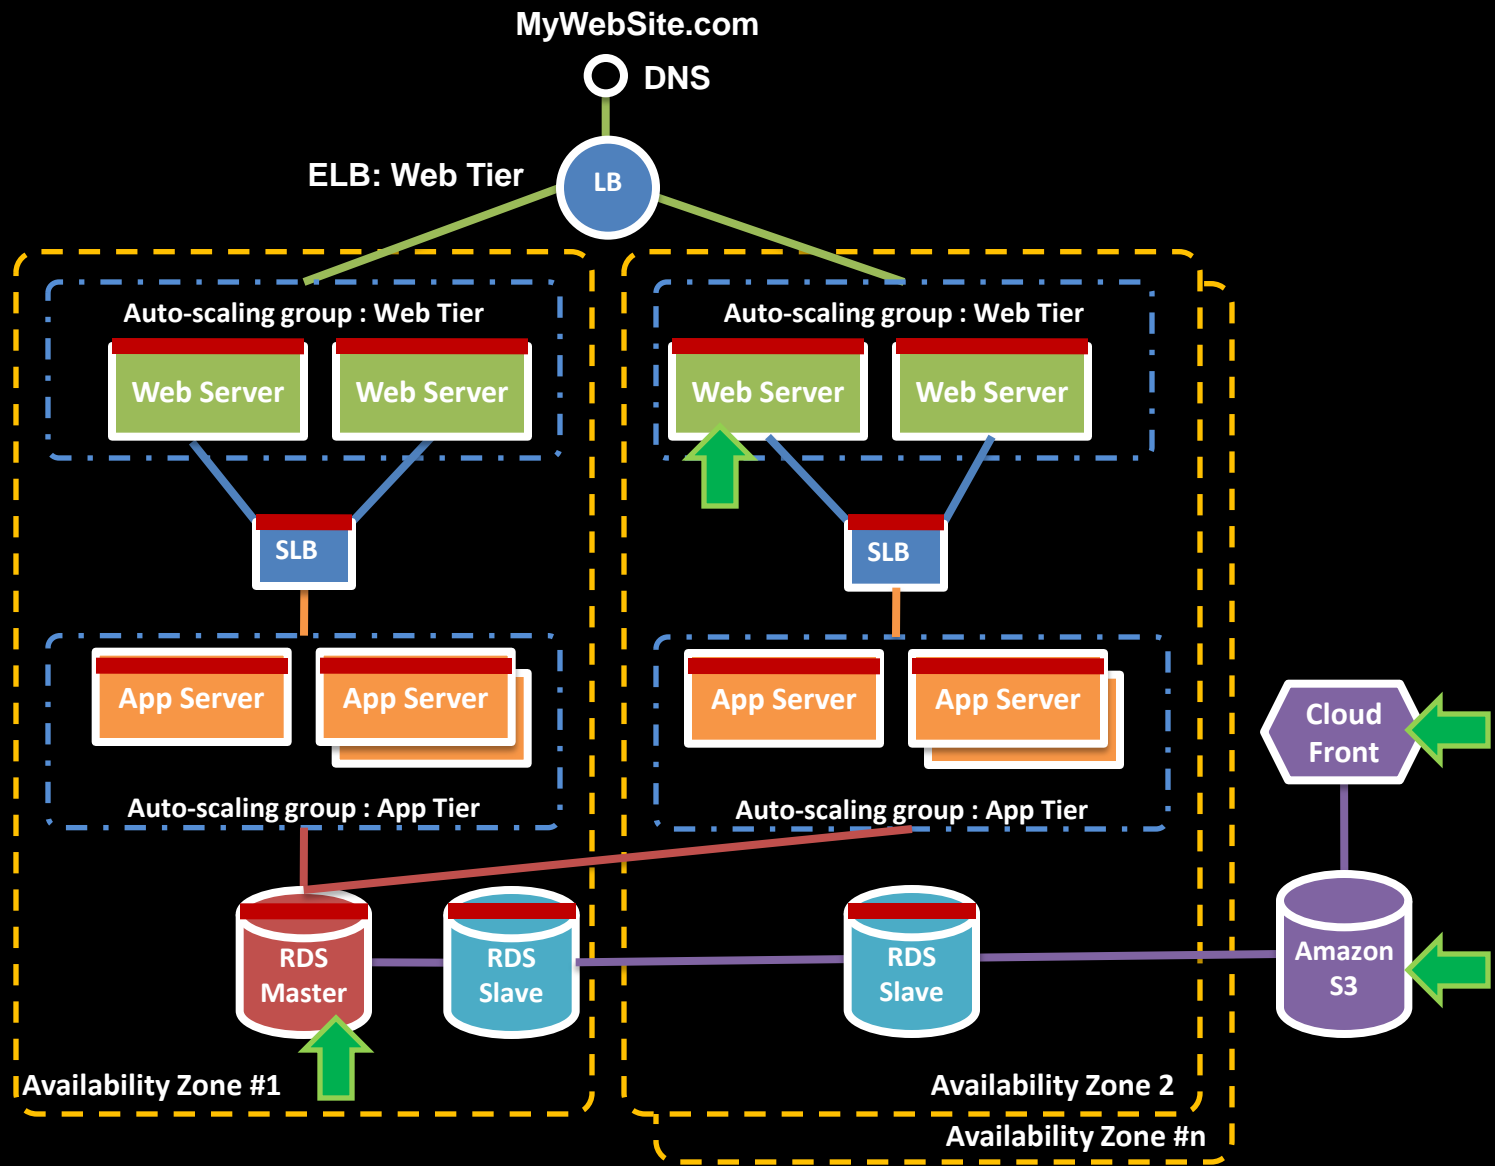 MyWebSite.com
DNS
ELB: Web Tier
LB
Auto-scaling group : Web Tier
Web Server
Web Server
SLB
App Server
App Server
Auto-scaling group : App Tier
RDS
Master
RDS
Slave
Availability Zone #1
Auto-scaling group : Web Tier
Web Server
Web Server
SLB
App Server
App Server
Auto-scaling group : App Tier
RDS
Slave
Availability Zone 2
Availability Zone #n
Cloud
Front
Amazon
S3